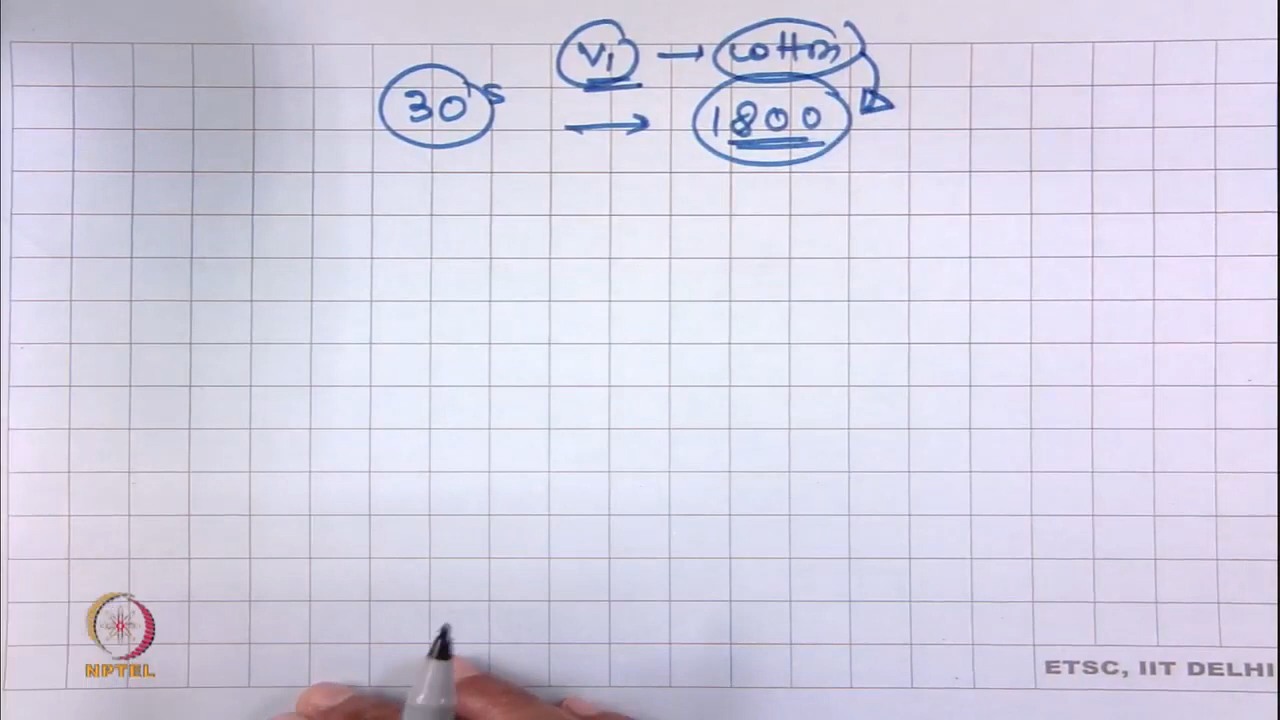 V1 → cotton
30's → 1800
NPTEL
ETSC, IIT DELHI